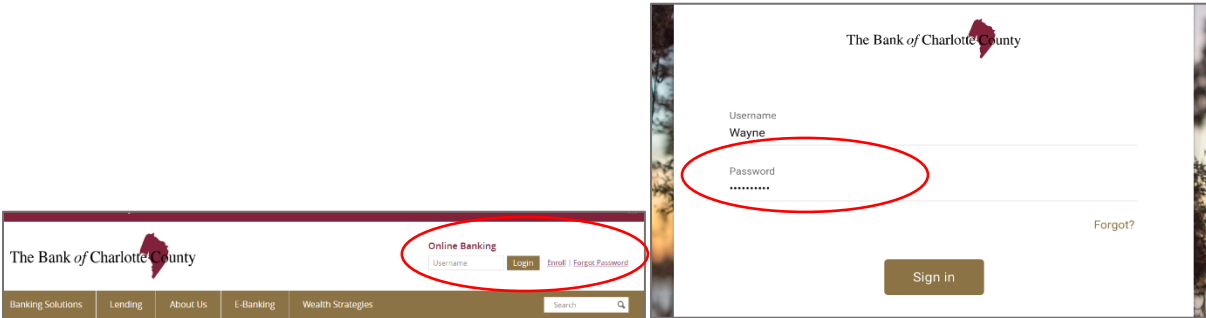 The Bank of Charlotte County
Online Banking
Username Login Enroll | Forgot Password
Banking Solutions Lending About Us E-Banking Wealth Strategies Search
The Bank of Charlotte County
Username
Wayne
Password
••••••••••
Forgot?
Sign in